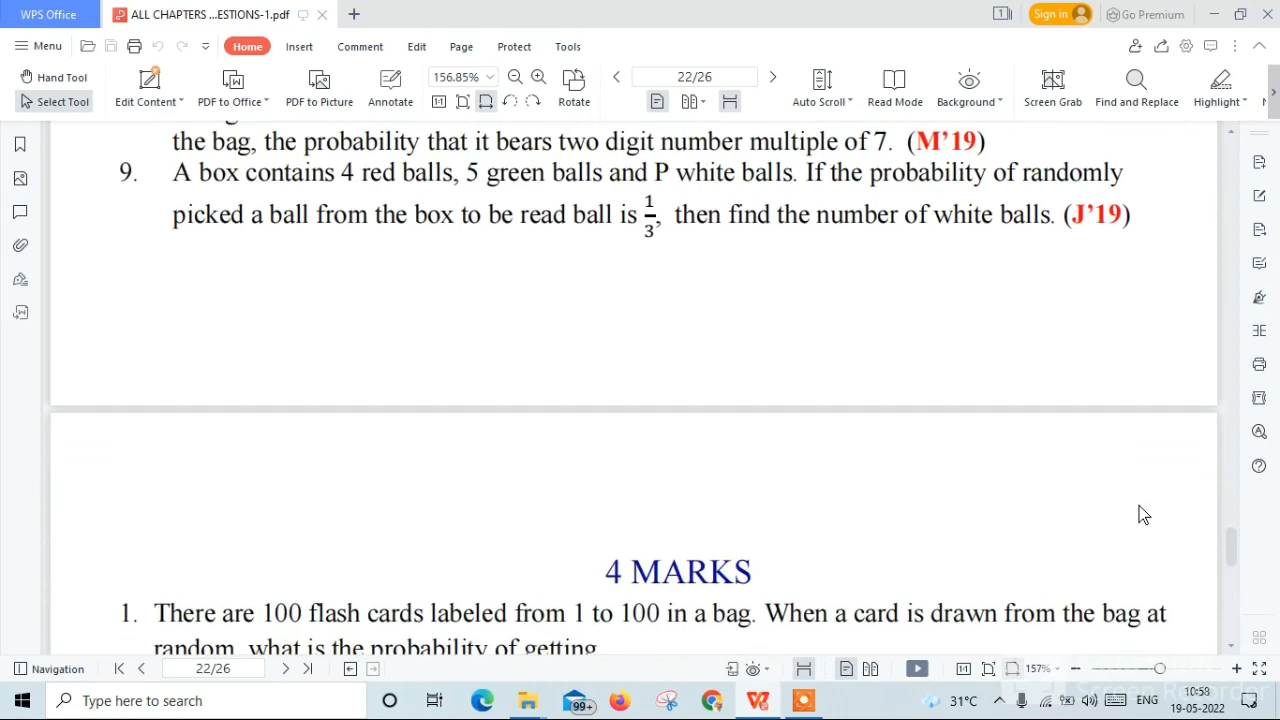 WPS Office
ALL CHAPTERS ...ESTIONS-1.pdf
1
Sign in
Go Premium
Menu
Home
Insert
Comment
Edit
Page
Protect
Tools
Hand Tool
Select Tool
Edit Content
PDF to Office
PDF to Picture
Annotate
156.85%
Rotate
22/26
Auto Scroll
Read Mode
Background
Screen Grab
Find and Replace
Highlight
the bag, the probability that it bears two digit number multiple of 7. (M’19)
9. A box contains 4 red balls, 5 green balls and P white balls. If the probability of randomly
picked a ball from the box to be read ball is 1/3, then find the number of white balls. (J’19)
4 MARKS
1. There are 100 flash cards labeled from 1 to 100 in a bag. When a card is drawn from the bag at
random, what is the probability of getting
Navigation
22/26
157%
Type here to search
99+
31°C
ENG
10:58
19-05-2022
3